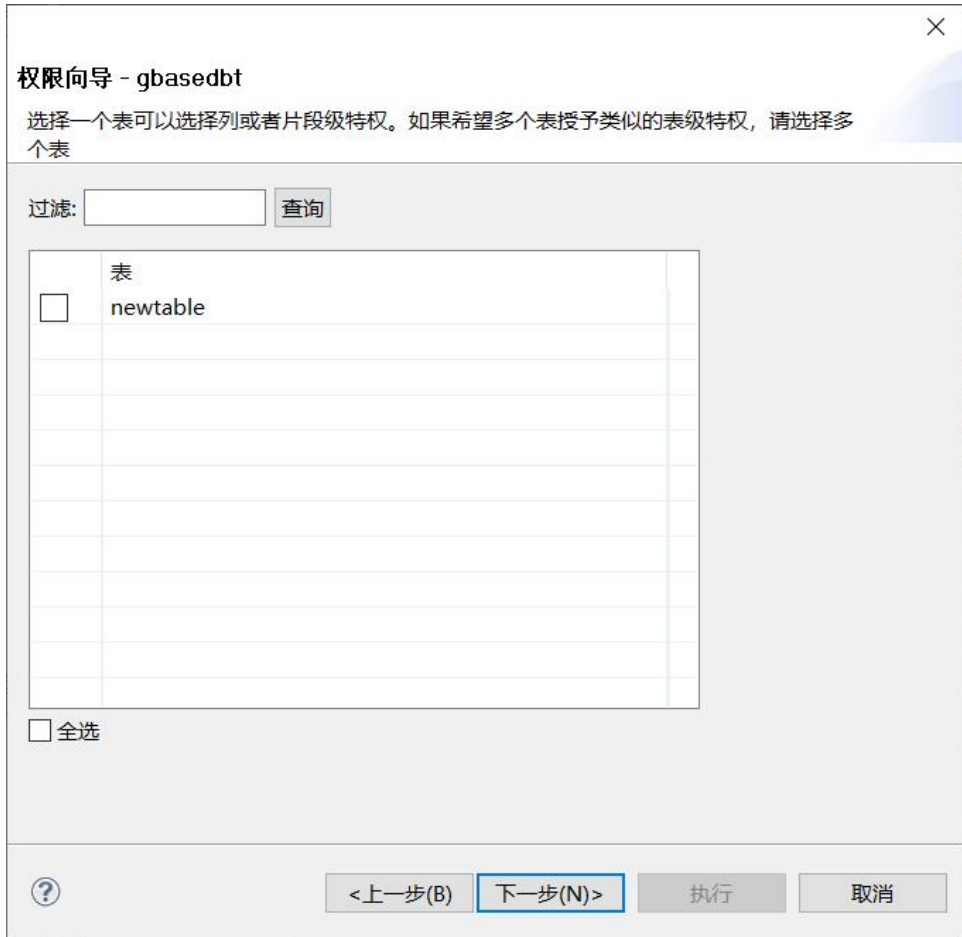 权限向导 - gbasedbt
选择一个表可以选择列或者片段级特权。如果希望多个表授予类似的表级特权，请选择多
个表
过滤: 查询
表
newtable
全选
<上一步(B) 下一步(N)> 执行 取消